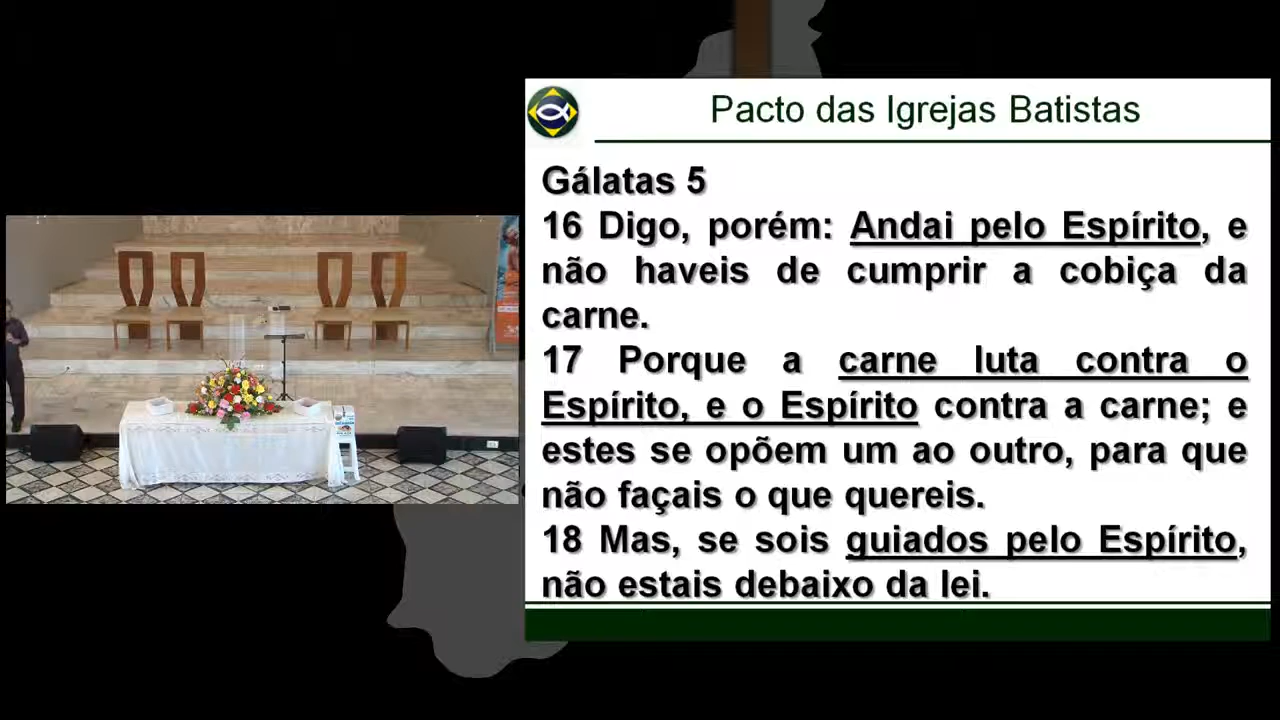 Pacto das Igrejas Batistas
Gálatas 5
16 Digo, porém: Andai pelo Espírito, e
não haveis de cumprir a cobiça da
carne.
17 Porque a carne luta contra o
Espírito, e o Espírito contra a carne; e
estes se opõem um ao outro, para que
não façais o que quereis.
18 Mas, se sois guiados pelo Espírito,
não estais debaixo da lei.